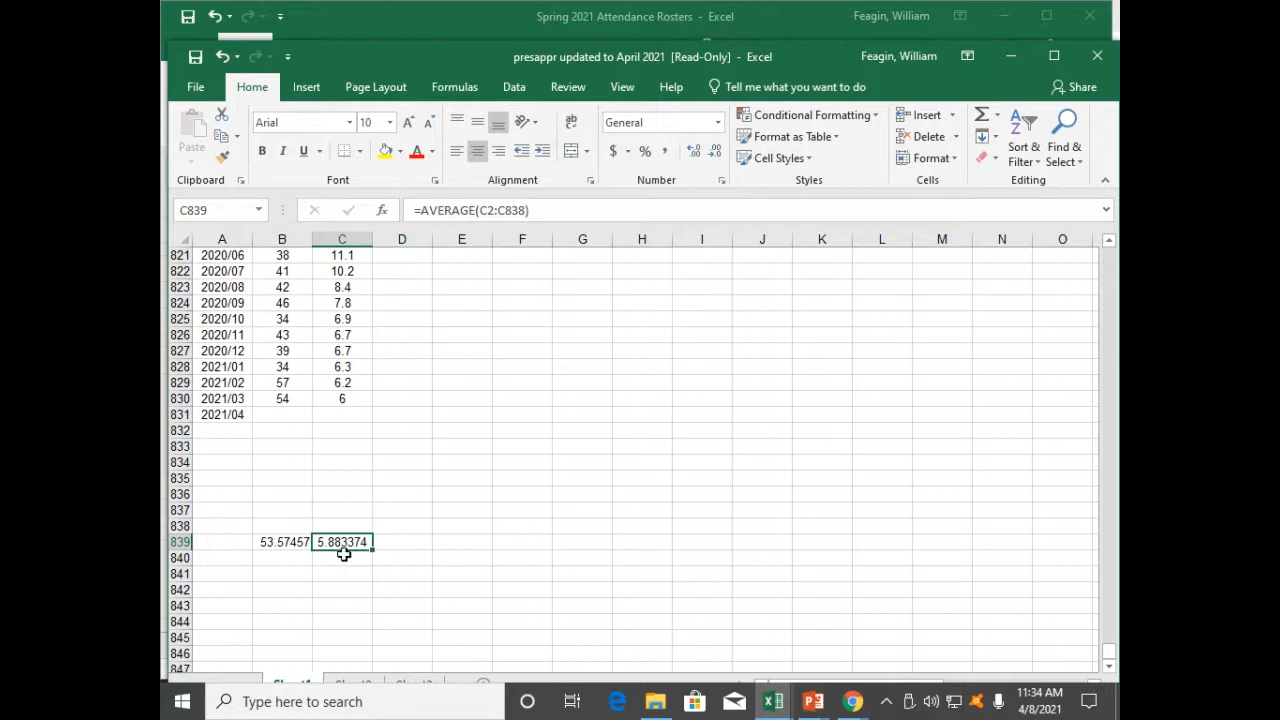 Spring 2021 Attendance Rosters - Excel
Feagin, William
presappr updated to April 2021 [Read-Only] - Excel
Feagin, William
File Home Insert Page Layout Formulas Data Review View Help Tell me what you want to do Share
Paste
Arial 10
General
Conditional Formatting
Insert
Format as Table
Delete
B I U A $ % ,
Cell Styles
Format
Sort & Filter
Find & Select
Clipboard Font Alignment Number Styles Cells Editing
C839 fx =AVERAGE(C2:C838)
A B C D E F G H I J K L M N O
821 2020/06 38 11.1
822 2020/07 41 10.2
823 2020/08 42 8.4
824 2020/09 46 7.8
825 2020/10 34 6.9
826 2020/11 43 6.7
827 2020/12 39 6.7
828 2021/01 34 6.3
829 2021/02 57 6.2
830 2021/03 54 6
831 2021/04
832
833
834
835
836
837
838
839 53.57457 5.883374
840
841
842
843
844
845
846
847
Type here to search
11:34 AM
4/8/2021